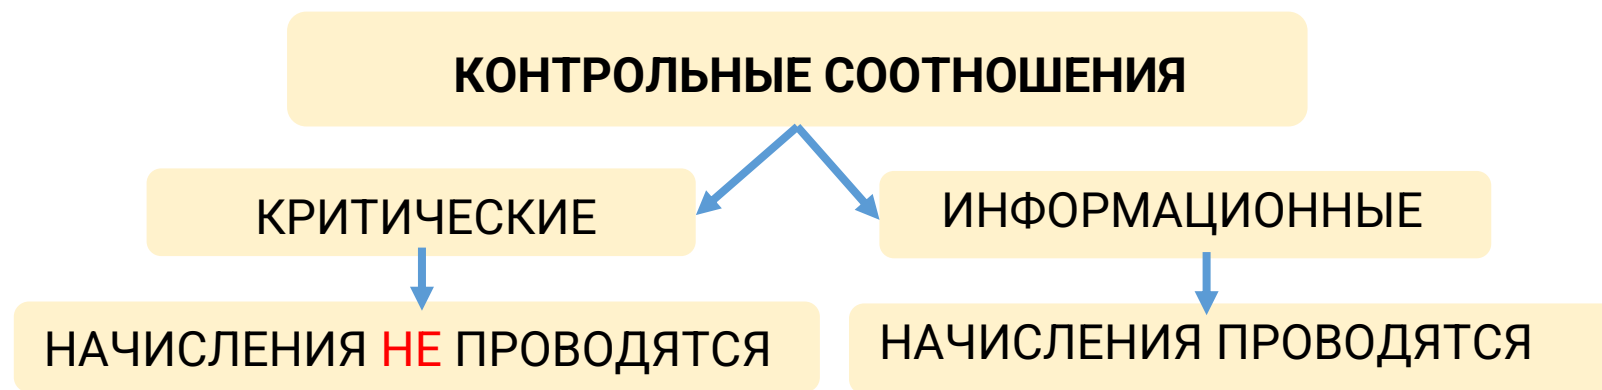 КОНТРОЛЬНЫЕ СООТНОШЕНИЯ
КРИТИЧЕСКИЕ
ИНФОРМАЦИОННЫЕ
НАЧИСЛЕНИЯ НЕ ПРОВОДЯТСЯ
НАЧИСЛЕНИЯ ПРОВОДЯТСЯ